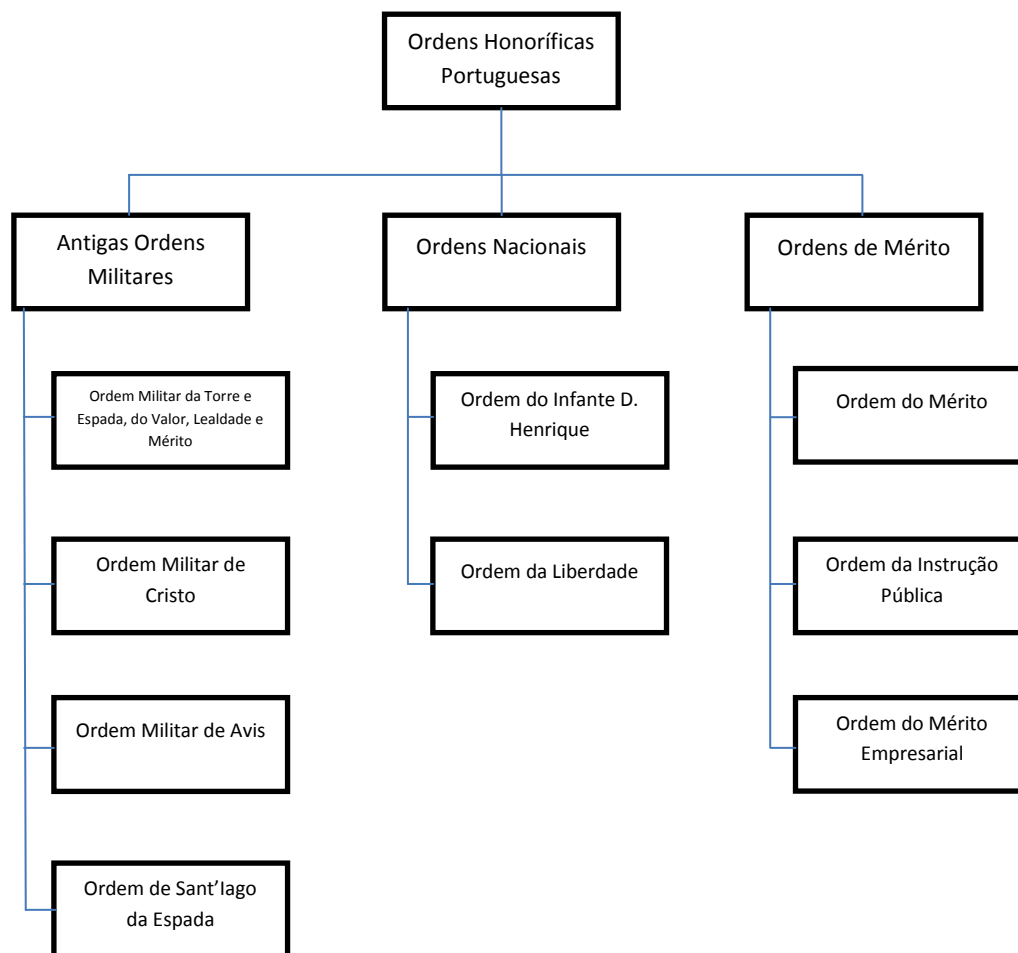 Ordens Honoríficas
Portuguesas
Antigas Ordens
Militares
Ordem Militar da Torre e
Espada, do Valor, Lealdade e
Mérito
Ordem Militar de
Cristo
Ordem Militar de Avis
Ordem de Sant’Iago
da Espada
Ordens Nacionais
Ordem do Infante D.
Henrique
Ordem da Liberdade
Ordens de Mérito
Ordem do Mérito
Ordem da Instrução
Pública
Ordem do Mérito
Empresarial